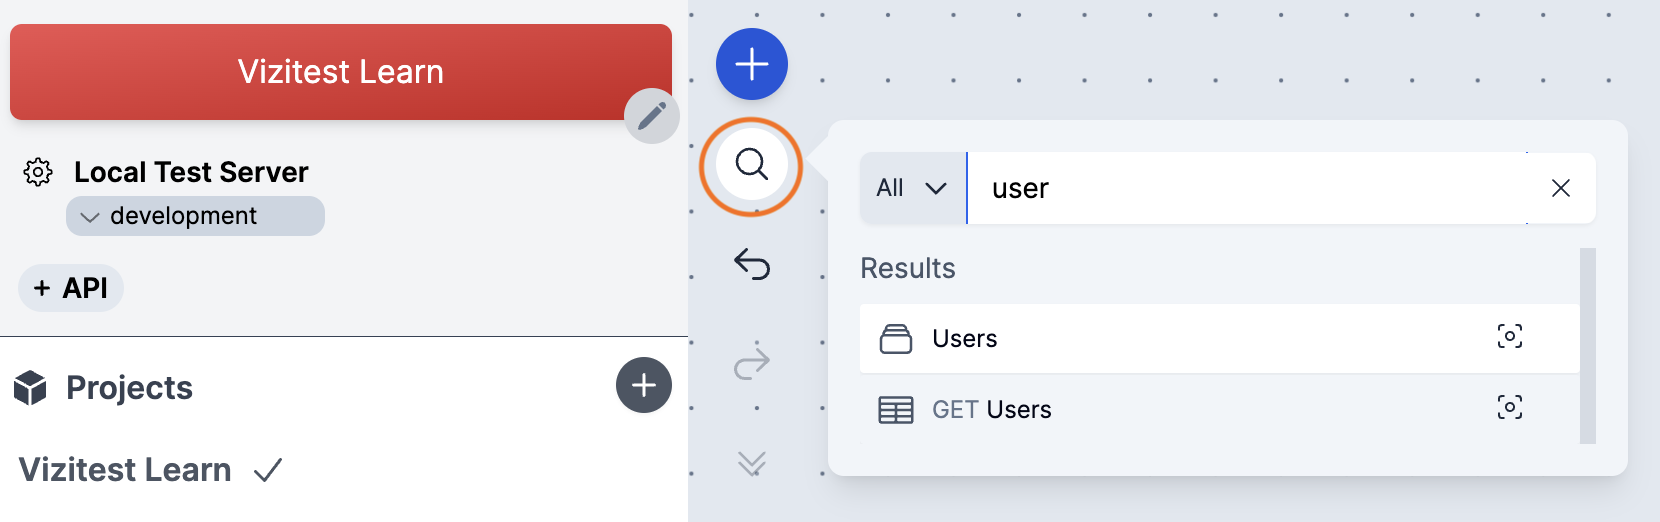 Vizitest Learn
Local Test Server
development
+ API
Projects
Vizitest Learn
All
user
Results
Users
GET Users